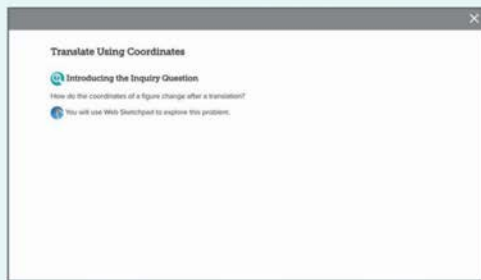 Translate Using Coordinates
Introducing the Inquiry Question
How do the coordinates of a figure change after a translation?
You will use Web Sketchpad to explore this problem.